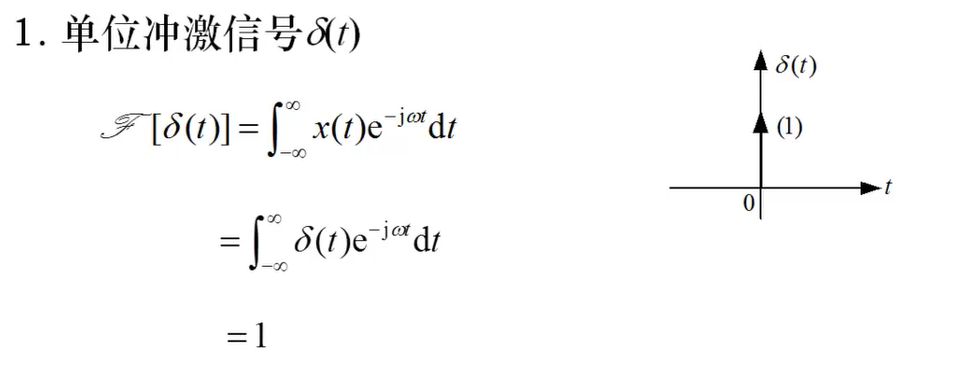 1. 单位冲激信号δ(t)
ℱ[δ(t)]=∫_{-∞}^{∞} x(t)e^{-jωt}dt
=∫_{-∞}^{∞} δ(t)e^{-jωt}dt
=1
δ(t)
(1)
0
t